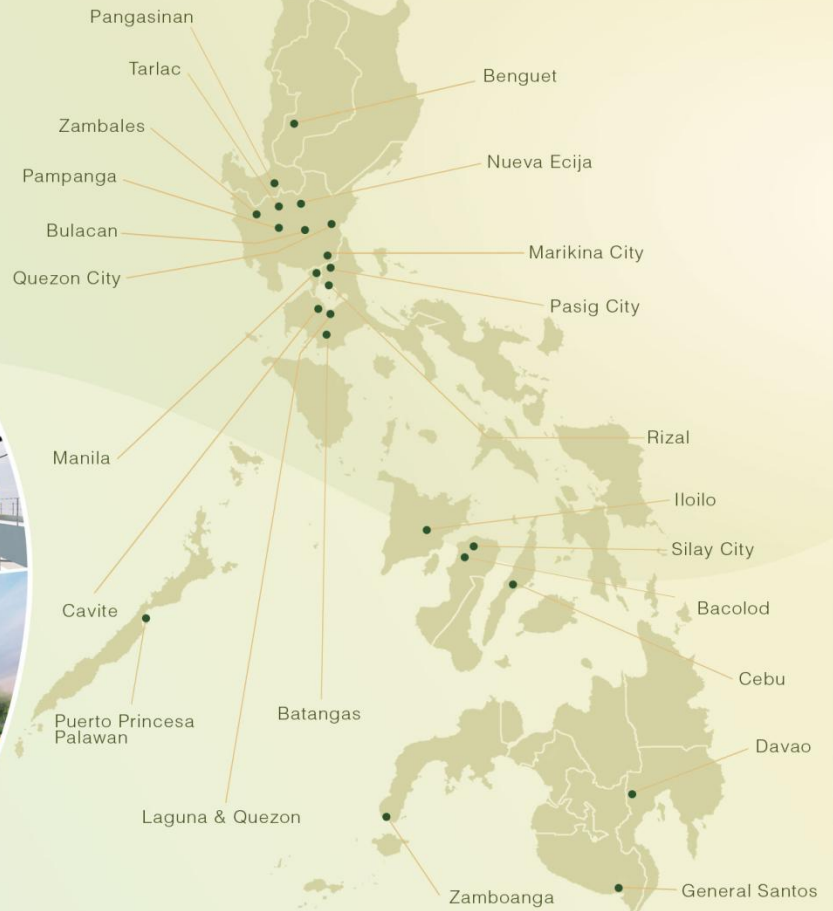 Pangasinan
Tarlac
Benguet
Zambales
Nueva Ecija
Pampanga
Bulacan
Marikina City
Quezon City
Pasig City
Rizal
Manila
Iloilo
Silay City
Cavite
Bacolod
Cebu
Puerto Princesa
Palawan
Batangas
Davao
Laguna & Quezon
General Santos
Zamboanga